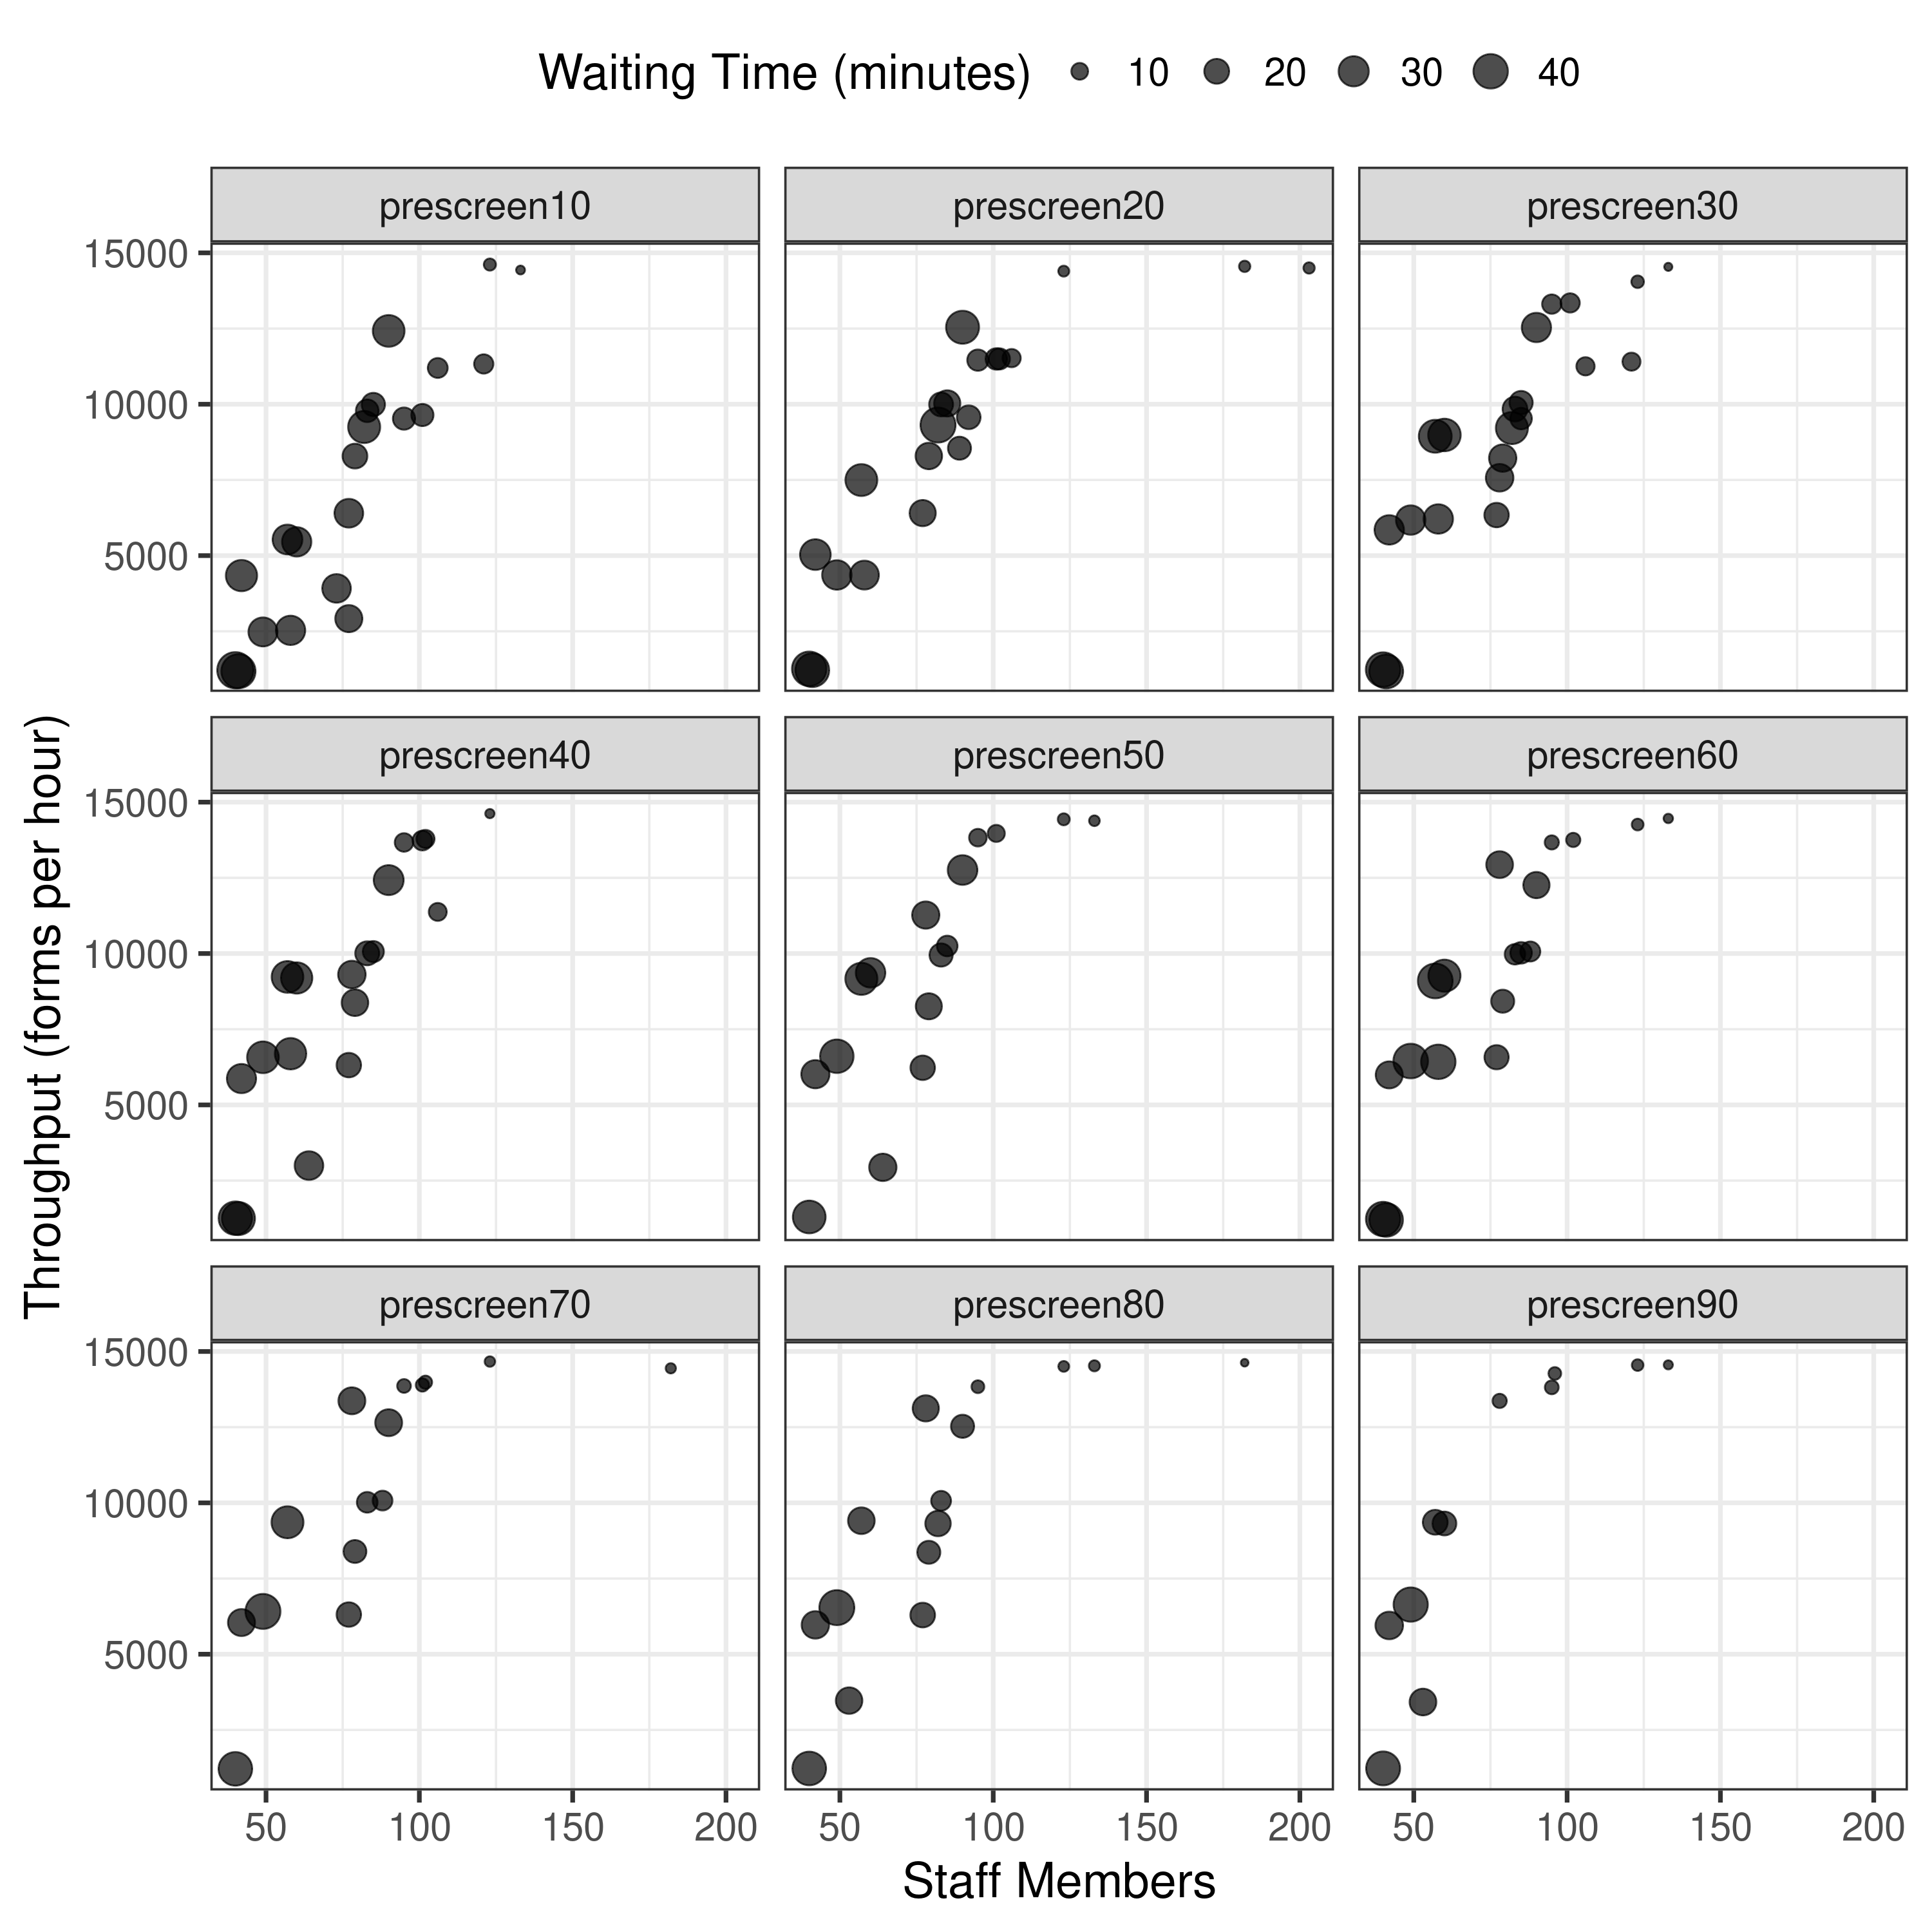 Waiting Time (minutes) 10 20 30 40
prescreen10 prescreen20 prescreen30
15000
10000
5000
prescreen40 prescreen50 prescreen60
15000
10000
5000
prescreen70 prescreen80 prescreen90
15000
10000
5000
50 100 150 200 50 100 150 200 50 100 150 200
Staff Members
Throughput (forms per hour)